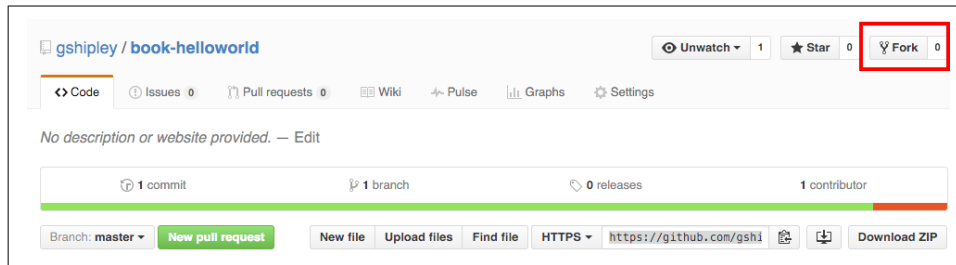 gshipley / book-helloworld Unwatch 1 Star 0 Fork 0
Code Issues 0 Pull requests 0 Wiki Pulse Graphs Settings
No description or website provided. — Edit
1 commit 1 branch 0 releases 1 contributor
Branch: master New pull request New file Upload files Find file HTTPS https://github.com/gshi Download ZIP